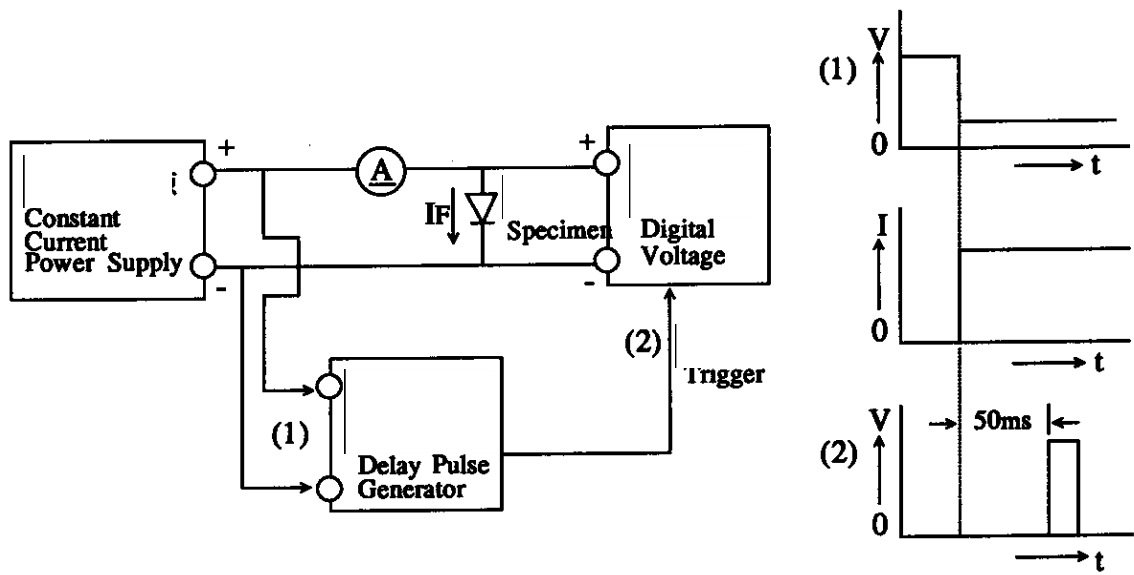 +
A
+
Constant
Current
Power Supply
-
IF
Specimen
Digital
Voltage
-
(1)
Delay Pulse
Generator
(2)
Trigger
(1)
V
0
t
I
0
t
(2)
V
50ms
0
t